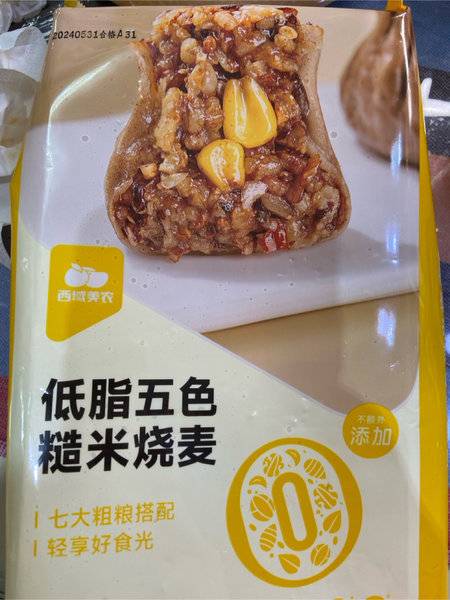 20240531合格A31
西域美农
低脂五色
糙米烧麦
不额外
添加
0
七大粗粮搭配
轻享好食光